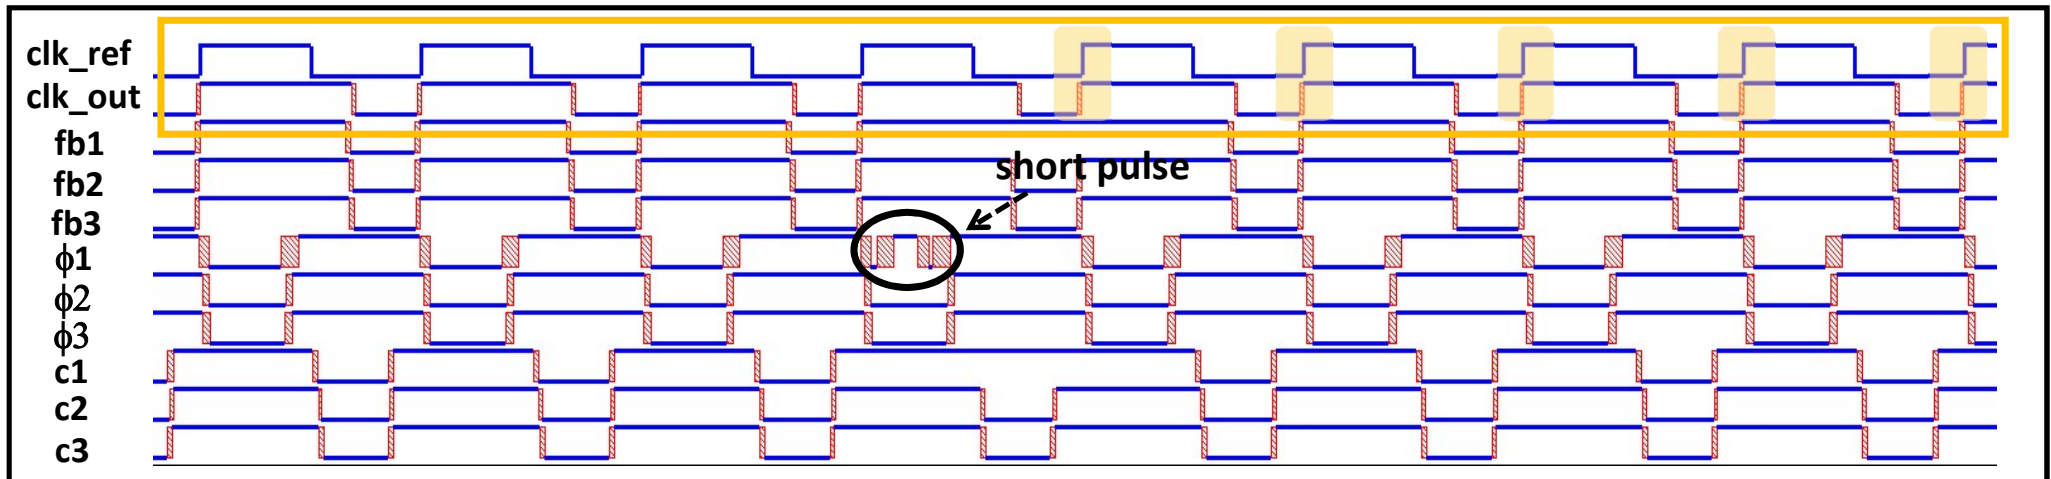 clk_ref
clk_out
fb1
short pulse
fb2
fb3
ϕ1
ϕ2
ϕ3
c1
c2
c3